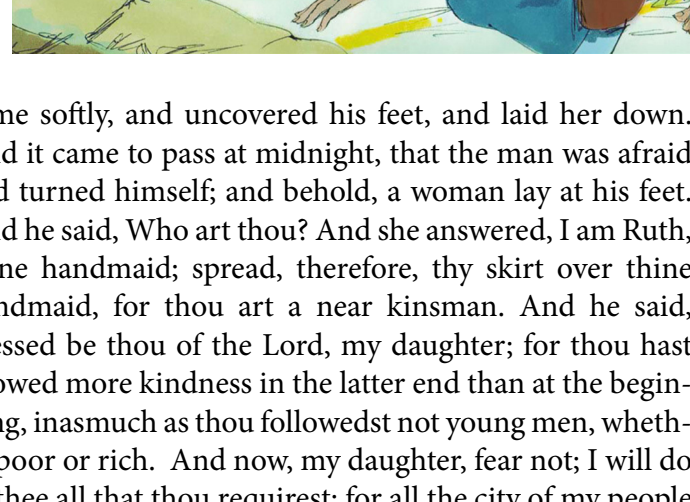 me softly, and uncovered his feet, and laid her down.
d it came to pass at midnight, that the man was afraid
d turned himself; and behold, a woman lay at his feet.
d he said, Who art thou? And she answered, I am Ruth,
ne handmaid; spread, therefore, thy skirt over thine
ndmaid, for thou art a near kinsman. And he said,
essed be thou of the Lord, my daughter; for thou hast
owed more kindness in the latter end than at the begin-
ng, inasmuch as thou followedst not young men, wheth-
poor or rich. And now, my daughter, fear not; I will do
thee all that thou requirest: for all the city of my people